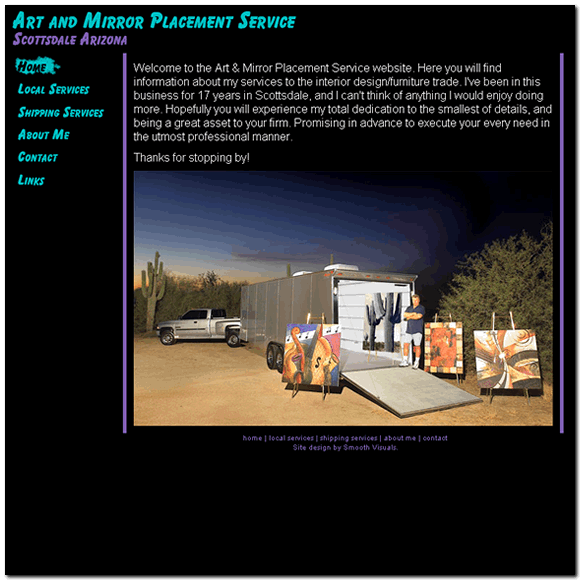 Art and Mirror Placement Service
Scottsdale Arizona
Home
Local Services
Shipping Services
About Me
Contact
Links
Welcome to the Art & Mirror Placement Service website. Here you will find
information about my services to the interior design/furniture trade. I've been in this
business for 17 years in Scottsdale, and I can't think of anything I would enjoy doing
more. Hopefully you will experience my total dedication to the smallest of details, and
being a great asset to your firm. Promising in advance to execute your every need in
the utmost professional manner.
Thanks for stopping by!
home | local services | shipping services | about me | contact
Site design by Smooth Visuals.